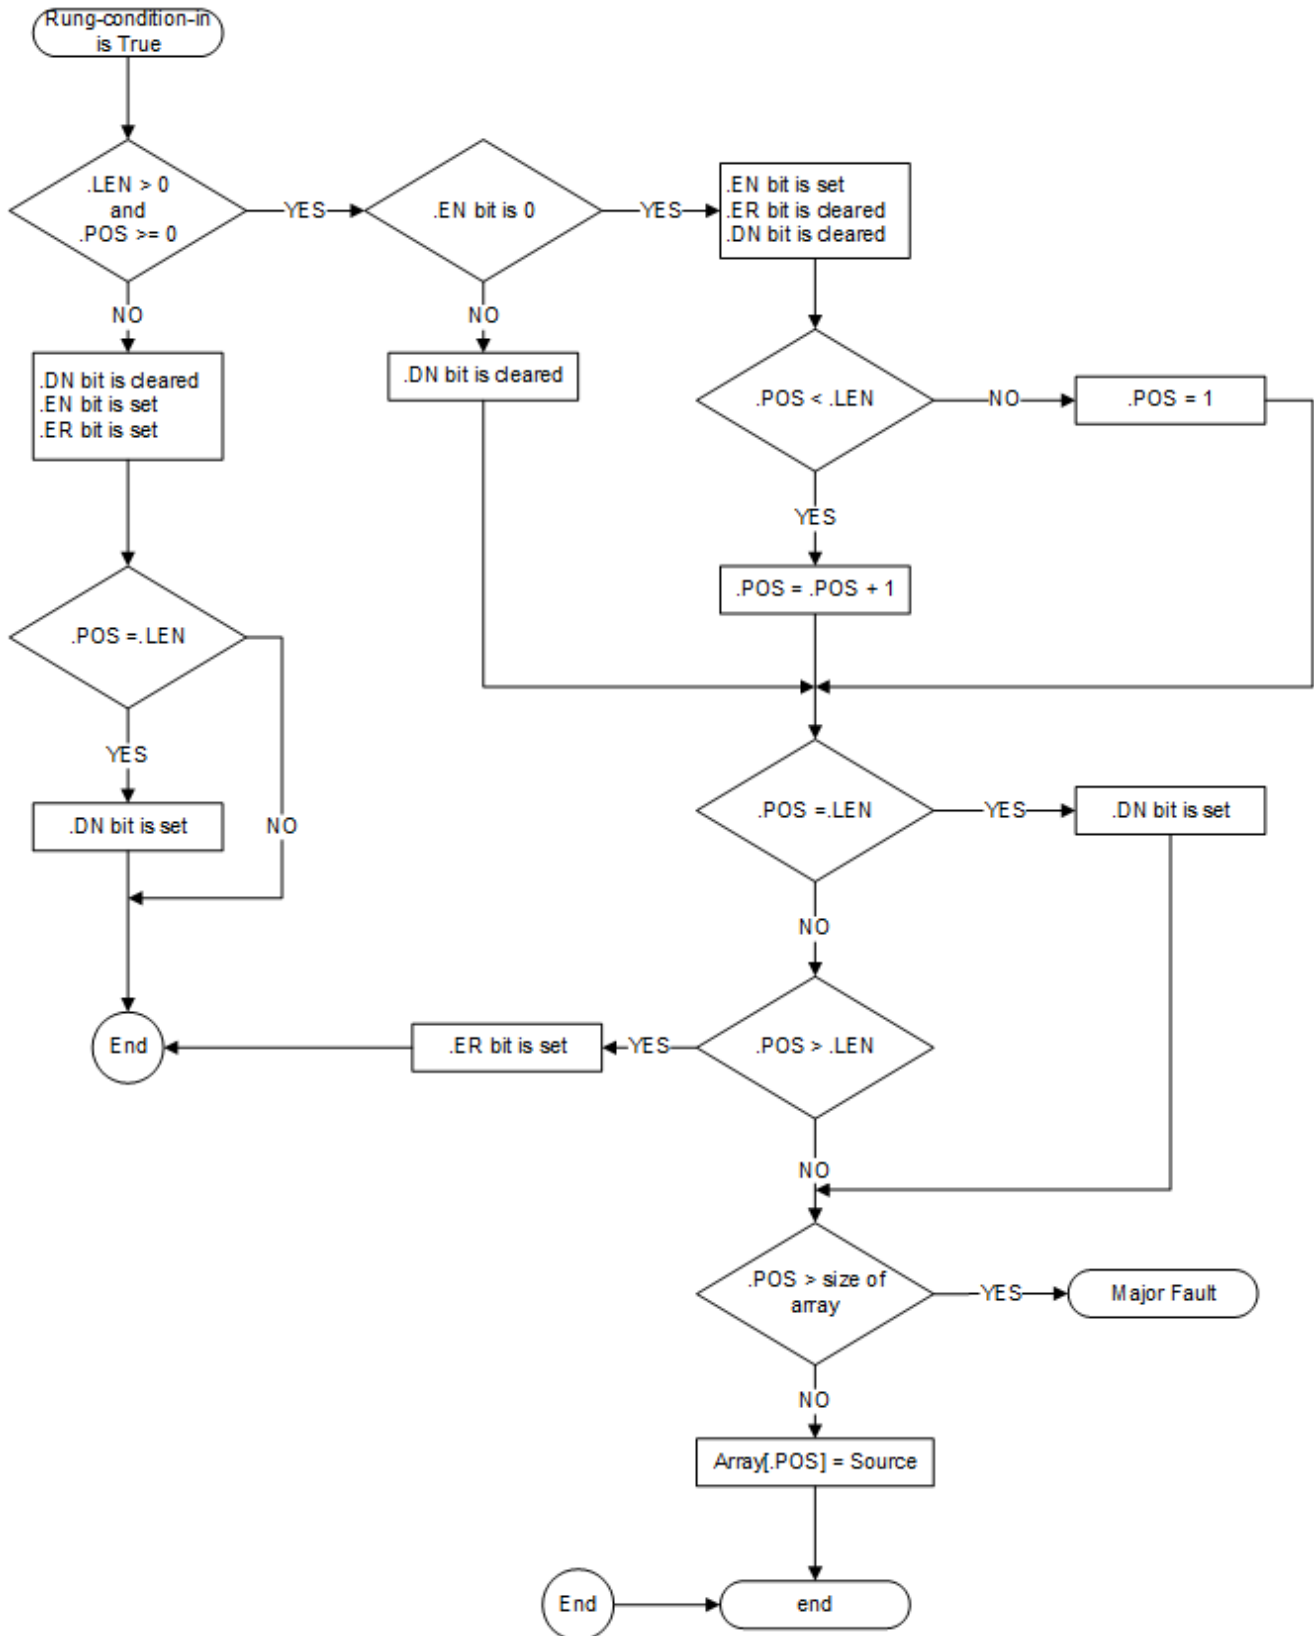 Rung-condition-in
is True
.LEN > 0
and
.POS >= 0
YES
.EN bit is 0
YES
.EN bit is set
.ER bit is cleared
.DN bit is cleared
NO
NO
.DN bit is cleared
.EN bit is set
.ER bit is set
.DN bit is cleared
.POS < .LEN
NO
.POS = 1
YES
.POS = .POS + 1
.POS =.LEN
YES
.DN bit is set
NO
.POS =.LEN
YES
.DN bit is set
NO
End
.ER bit is set
YES
.POS > .LEN
NO
.POS > size of
array
YES
Major Fault
NO
Array[.POS] = Source
End
end